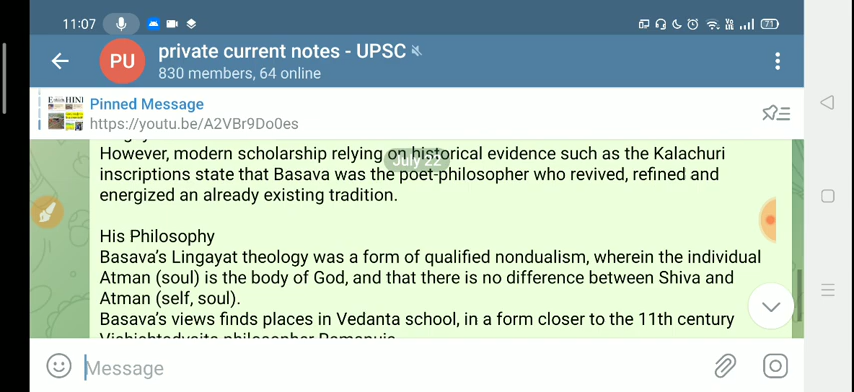 11:07
71
PU
private current notes - UPSC
830 members, 64 online
Pinned Message
https://youtu.be/A2VBr9Do0es
However, modern scholarship relying on historical evidence such as the Kalachuri
July 22
inscriptions state that Basava was the poet-philosopher who revived, refined and
energized an already existing tradition.
His Philosophy
Basava's Lingayat theology was a form of qualified nondualism, wherein the individual
Atman (soul) is the body of God, and that there is no difference between Shiva and
Atman (self, soul).
Basava's views finds places in Vedanta school, in a form closer to the 11th century
Message